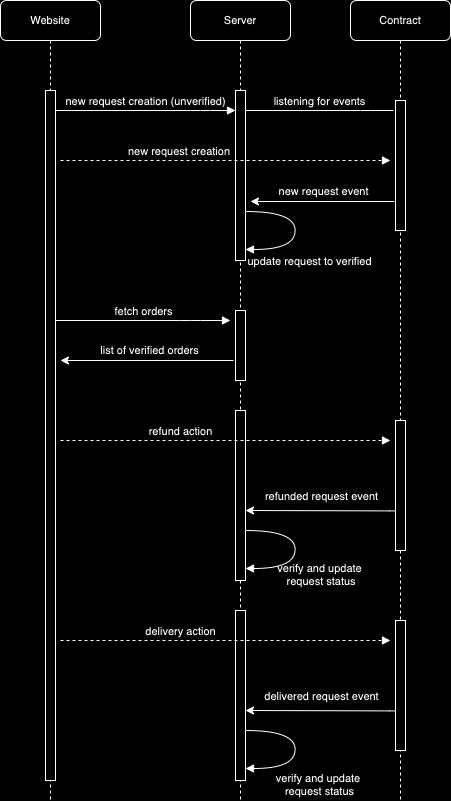 Website
Server
Contract
new request creation (unverified)
listening for events
new request creation
new request event
update request to verified
fetch orders
list of verified orders
refund action
refunded request event
verify and update
request status
delivery action
delivered request event
verify and update
request status